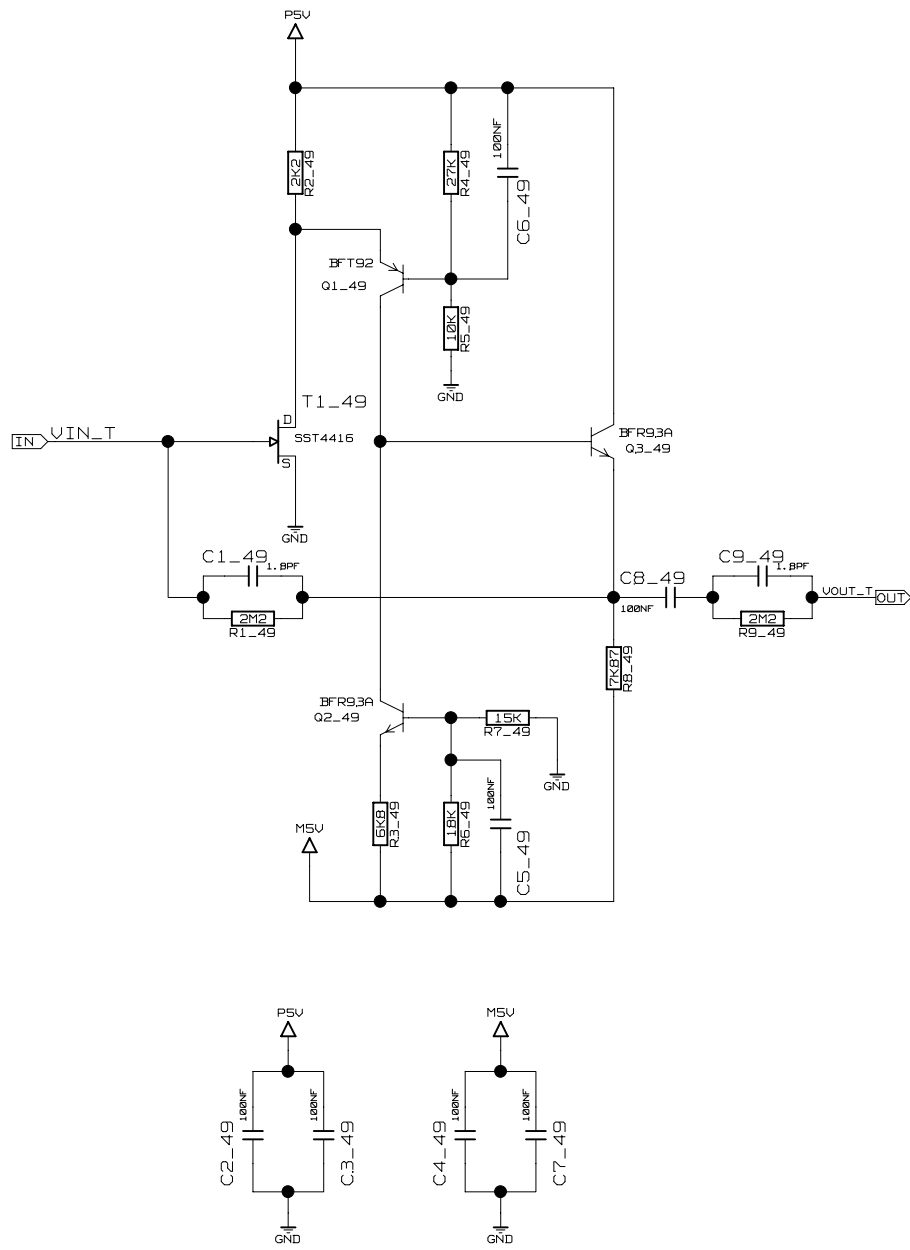 P5V
100NF
2K2
R2_49
27K
R4_49
C6_49
BFT92
Q1_49
10K
R5_49
GND
T1_49
D
SST4416
S
IN
VIN_T
BFR93A
Q3_49
GND
C1_49
1.8PF
2M2
R1_49
C8_49
100NF
C9_49
1.8PF
2M2
R9_49
VOUT_T
OUT
7K87
R8_49
BFR93A
Q2_49
15K
R7_49
GND
100NF
6K8
R3_49
18K
R6_49
C5_49
M5V
P5V
M5V
100NF
100NF
100NF
100NF
C2_49
C3_49
C4_49
C7_49
GND
GND